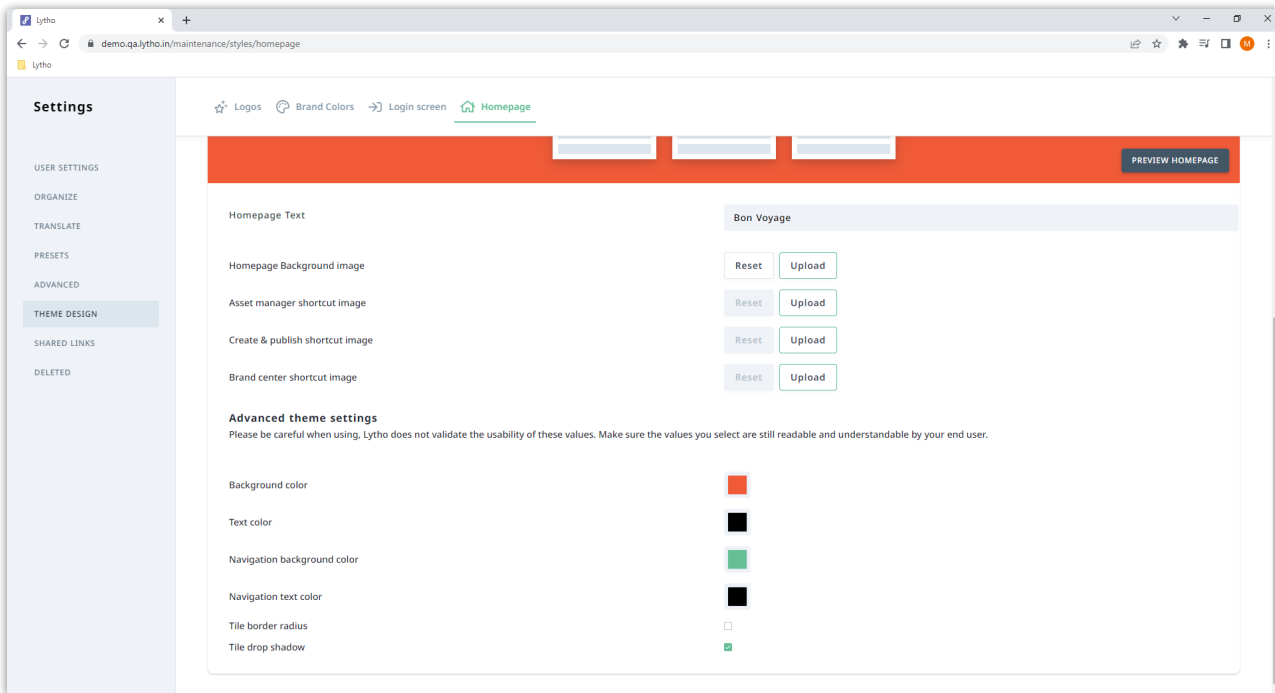 Lytho
demo.qa.lytho.in/maintenance/styles/homepage
M
Lytho
Settings
Logos Brand Colors Login screen Homepage
USER SETTINGS
ORGANIZE
TRANSLATE
PRESETS
ADVANCED
THEME DESIGN
SHARED LINKS
DELETED
PREVIEW HOMEPAGE
Homepage Text Bon Voyage
Homepage Background image Reset Upload
Asset manager shortcut image Reset Upload
Create & publish shortcut image Reset Upload
Brand center shortcut image Reset Upload
Advanced theme settings
Please be careful when using, Lytho does not validate the usability of these values. Make sure the values you select are still readable and understandable by your end user.
Background color
Text color
Navigation background color
Navigation text color
Tile border radius
Tile drop shadow